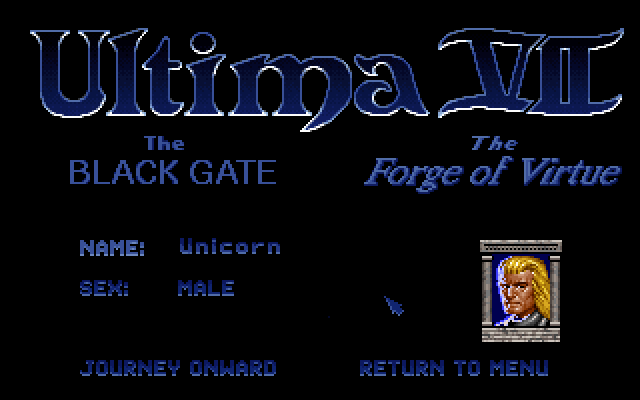 Ultima VII
The The
BLACK GATE Forge of Virtue
NAME: Unicorn
SEX: MALE
JOURNEY ONWARD RETURN TO MENU